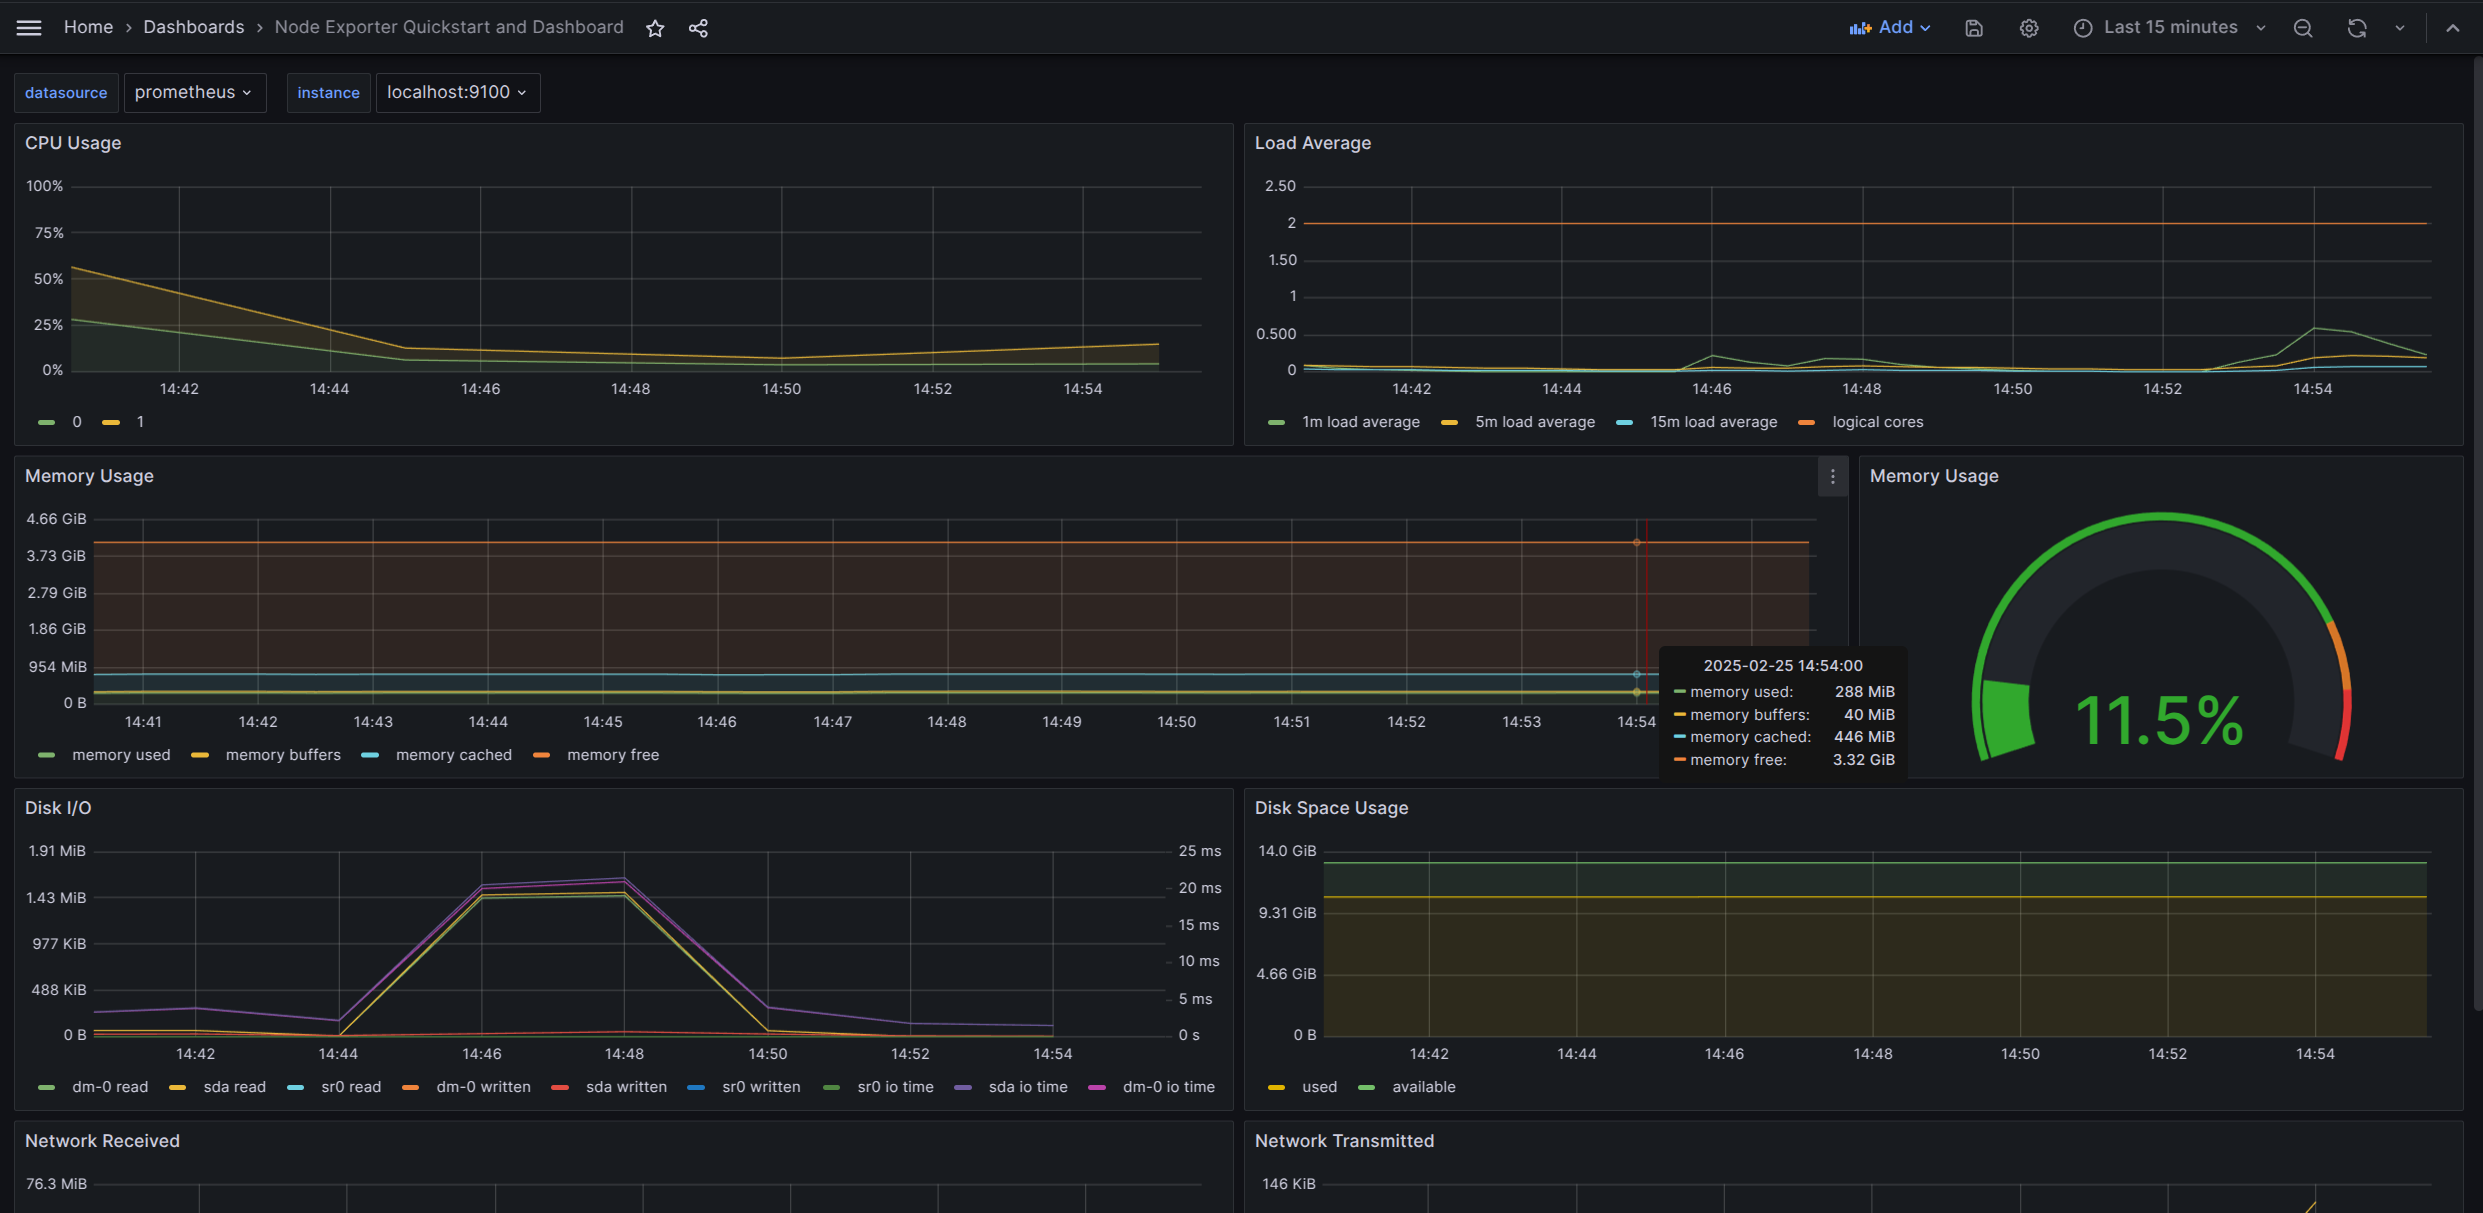 Home › Dashboards › Node Exporter Quickstart and Dashboard Add Last 15 minutes
datasource prometheus instance localhost:9100
CPU Usage
100%
75%
50%
25%
0%
14:42 14:44 14:46 14:48 14:50 14:52 14:54
0 1
Load Average
2.50
2
1.50
1
0.500
0
14:42 14:44 14:46 14:48 14:50 14:52 14:54
1m load average 5m load average 15m load average logical cores
Memory Usage
4.66 GiB
3.73 GiB
2.79 GiB
1.86 GiB
954 MiB
0 B
14:41 14:42 14:43 14:44 14:45 14:46 14:47 14:48 14:49 14:50 14:51 14:52 14:53 14:54
memory used memory buffers memory cached memory free
2025-02-25 14:54:00
memory used: 288 MiB
memory buffers: 40 MiB
memory cached: 446 MiB
memory free: 3.32 GiB
Memory Usage
11.5%
Disk I/O
1.91 MiB
1.43 MiB
977 KiB
488 KiB
0 B
25 ms
20 ms
15 ms
10 ms
5 ms
0 s
14:42 14:44 14:46 14:48 14:50 14:52 14:54
dm-0 read sda read sr0 read dm-0 written sda written sr0 written sr0 io time sda io time dm-0 io time
Disk Space Usage
14.0 GiB
9.31 GiB
4.66 GiB
0 B
14:42 14:44 14:46 14:48 14:50 14:52 14:54
used available
Network Received
76.3 MiB
Network Transmitted
146 KiB